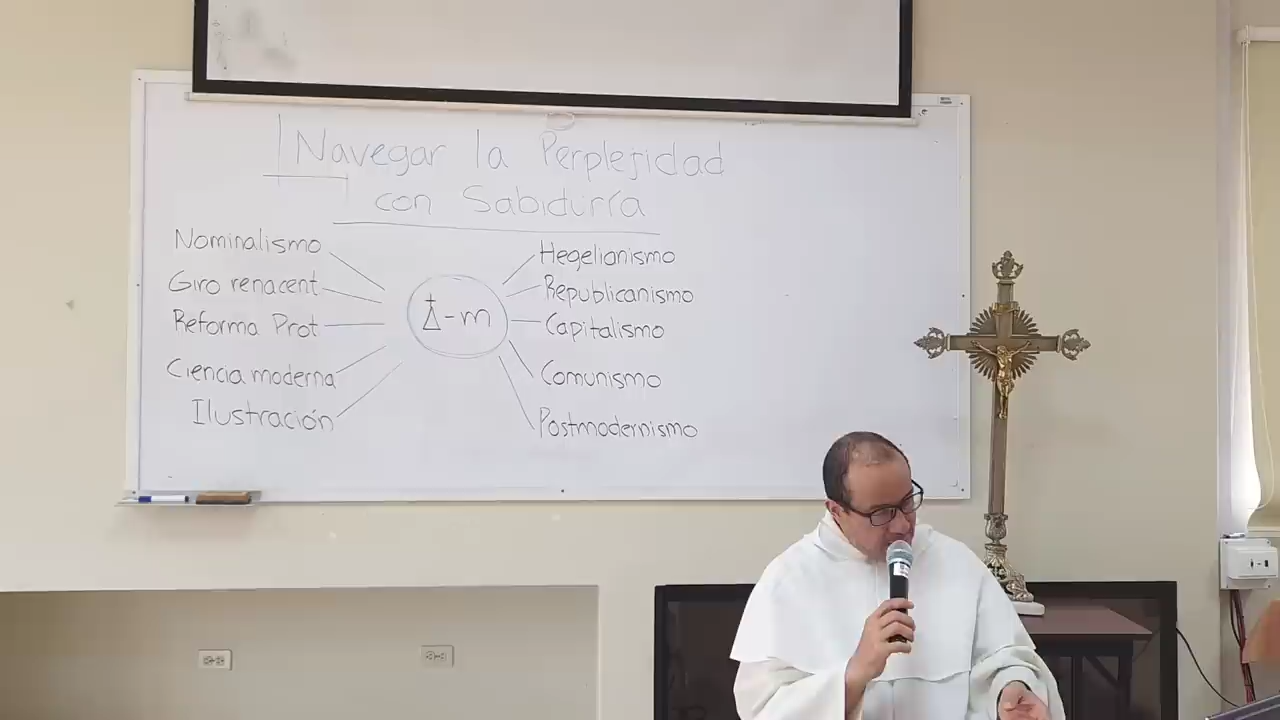 Navegar la Perplejidad
con Sabiduría
Nominalismo
Giro renacent.
Reforma Prot
Ciencia moderna
Ilustración
Δ-m
Hegelianismo
Republicanismo
Capitalismo
Comunismo
Postmodernismo